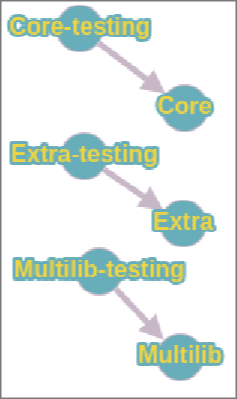 Core-testing
Core
Extra-testing
Extra
Multilib-testing
Multilib